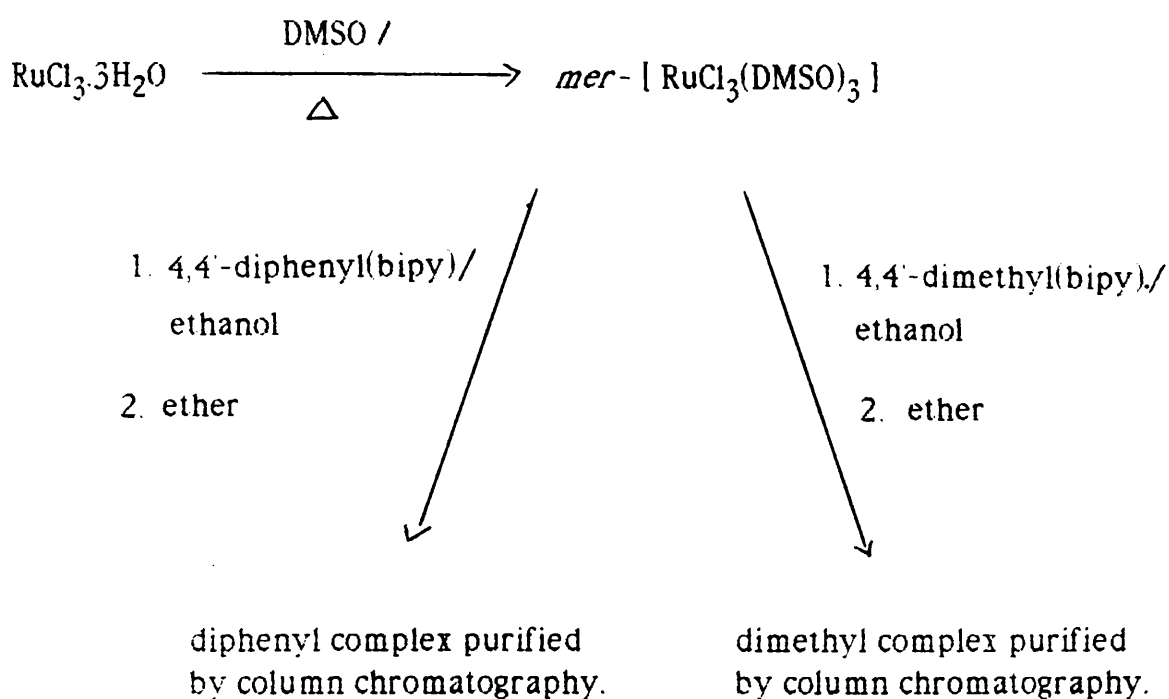 DMSO /
RuCl₃.3H₂O mer- [ RuCl₃(DMSO)₃ ]
△
1. 4,4'-diphenyl(bipy)/
ethanol
2. ether
1. 4,4'-dimethyl(bipy)./
ethanol
2. ether
diphenyl complex purified
by column chromatography.
dimethyl complex purified
by column chromatography.